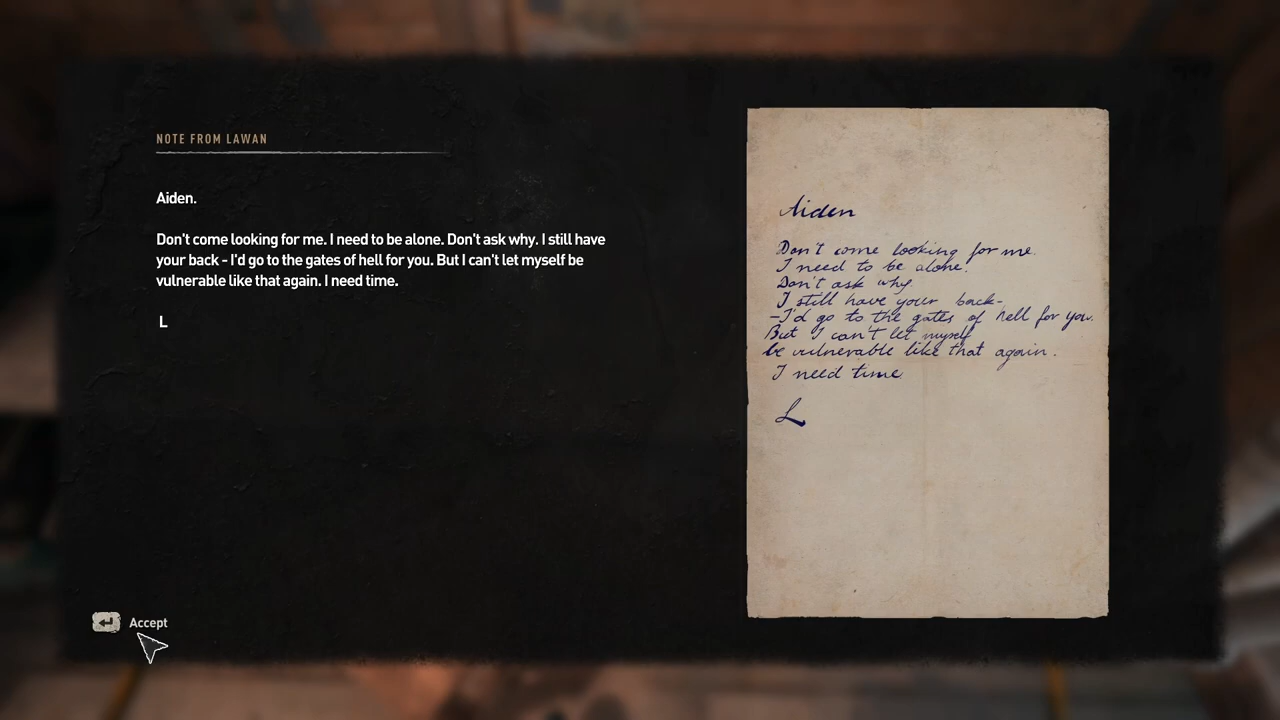 NOTE FROM LAWAN
Aiden.
Don't come looking for me. I need to be alone. Don't ask why. I still have
your back - I'd go to the gates of hell for you. But I can't let myself be
vulnerable like that again. I need time.
L
Accept
Aiden
Don't come looking for me.
I need to be alone.
Don't ask why
I still have your back-
-I'd go to the gates of hell for you.
But I can't let myself
be vulnerable like that again.
I need time
L